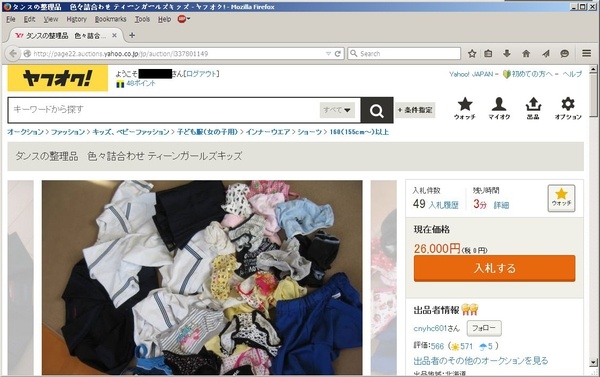 タンスの整理品　色々詰合わせ ティーンガールズキッズ - ヤフオク! - Mozilla Firefox
File Edit View History Bookmarks Tools Help
Y! タンスの整理品　色々詰合... × +
http://page22.auctions.yahoo.co.jp/jp/auction/l337801149
Search
ヤフオク!
ようこそ さん[ログアウト]
48ポイント
Yahoo! JAPAN - 初めての方へ - ヘルプ
キーワードから探す
すべて
+条件指定
ウォッチ マイオク 出品 オプション
オークション > ファッション > キッズ、ベビーファッション > 子ども服(女の子用) > インナーウエア > ショーツ > 160(155cm～)以上
タンスの整理品　色々詰合わせ ティーンガールズキッズ
入札件数
49 入札履歴
残り時間
3分 詳細
ウォッチ
現在価格
26,000円(税 0 円)
入札する
出品者情報
cnyhc601さん フォロー
評価:566 ( 571 5 )
出品者のその他のオークションを見る
出品地域:北海道